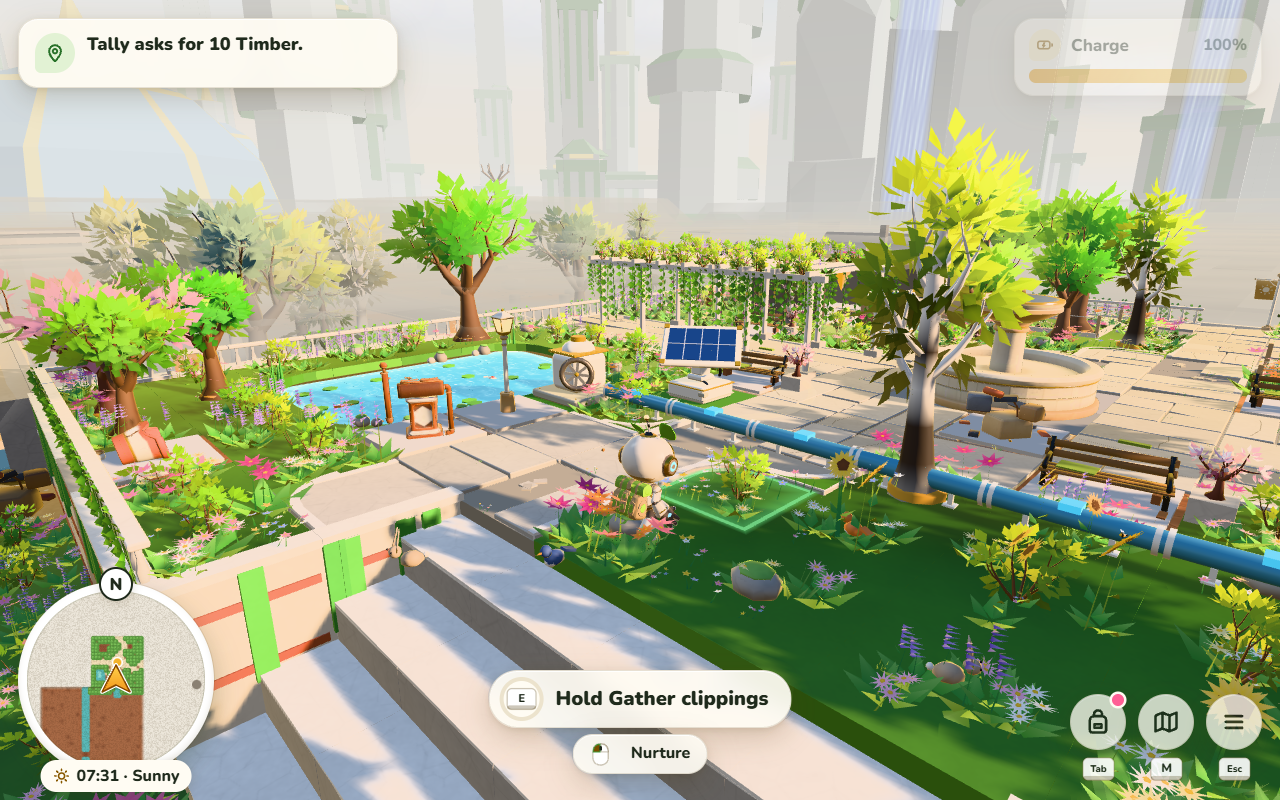 Tally asks for 10 Timber.
Charge 100%
N
E Hold Gather clippings
Nurture
07:31 · Sunny
Tab M Esc